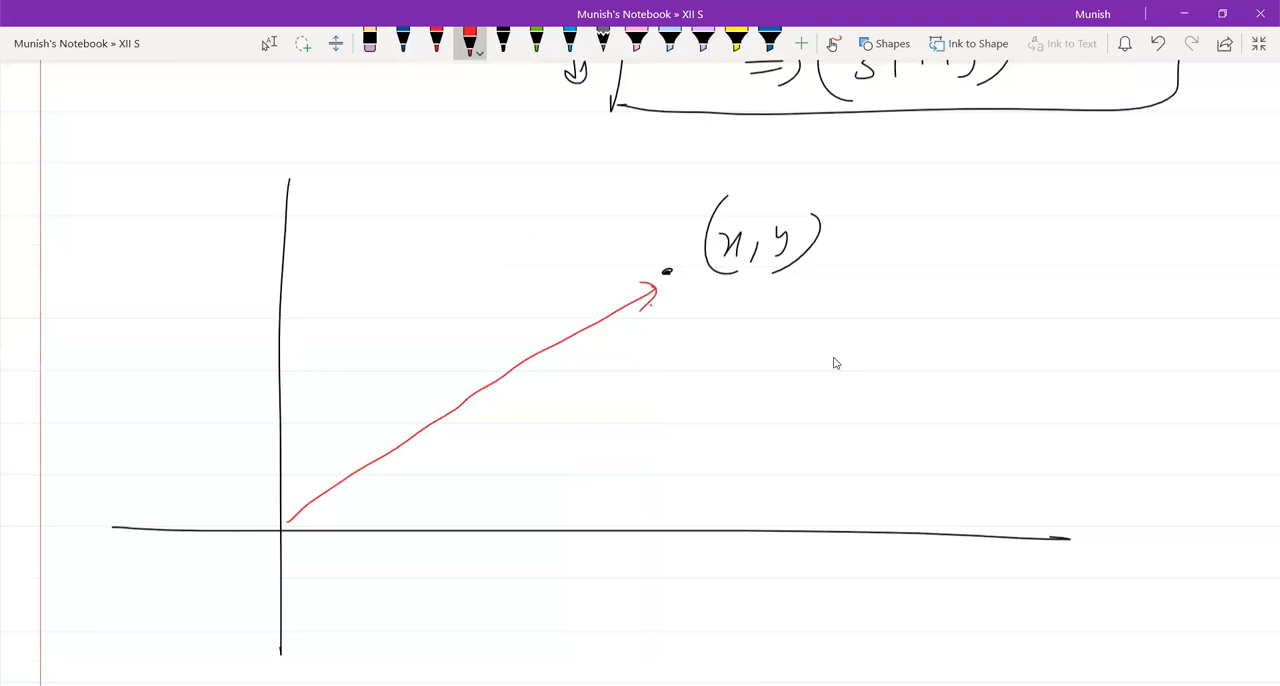 Munish's Notebook » XII S
Munish
Munish's Notebook » XII S
Shapes
Ink to Shape
Ink to Text
(x, y)